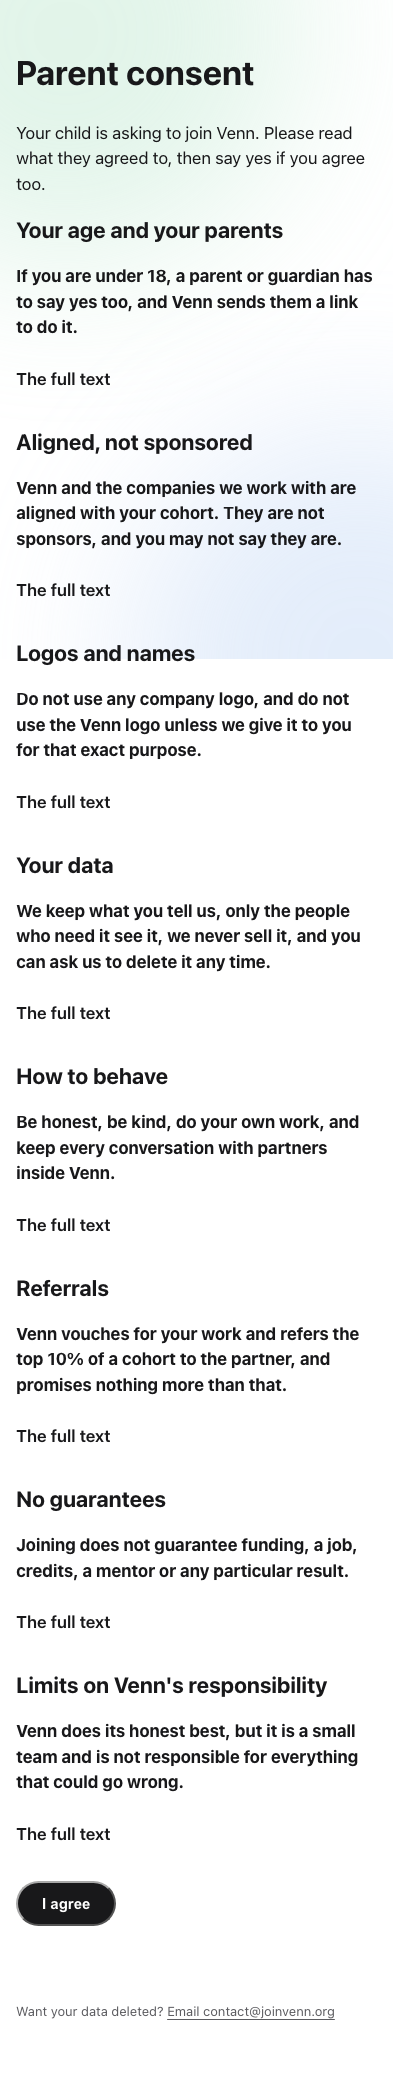 Parent consent
Your child is asking to join Venn. Please read
what they agreed to, then say yes if you agree
too.
Your age and your parents
If you are under 18, a parent or guardian has
to say yes too, and Venn sends them a link
to do it.
The full text
Aligned, not sponsored
Venn and the companies we work with are
aligned with your cohort. They are not
sponsors, and you may not say they are.
The full text
Logos and names
Do not use any company logo, and do not
use the Venn logo unless we give it to you
for that exact purpose.
The full text
Your data
We keep what you tell us, only the people
who need it see it, we never sell it, and you
can ask us to delete it any time.
The full text
How to behave
Be honest, be kind, do your own work, and
keep every conversation with partners
inside Venn.
The full text
Referrals
Venn vouches for your work and refers the
top 10% of a cohort to the partner, and
promises nothing more than that.
The full text
No guarantees
Joining does not guarantee funding, a job,
credits, a mentor or any particular result.
The full text
Limits on Venn's responsibility
Venn does its honest best, but it is a small
team and is not responsible for everything
that could go wrong.
The full text
I agree
Want your data deleted? Email contact@joinvenn.org